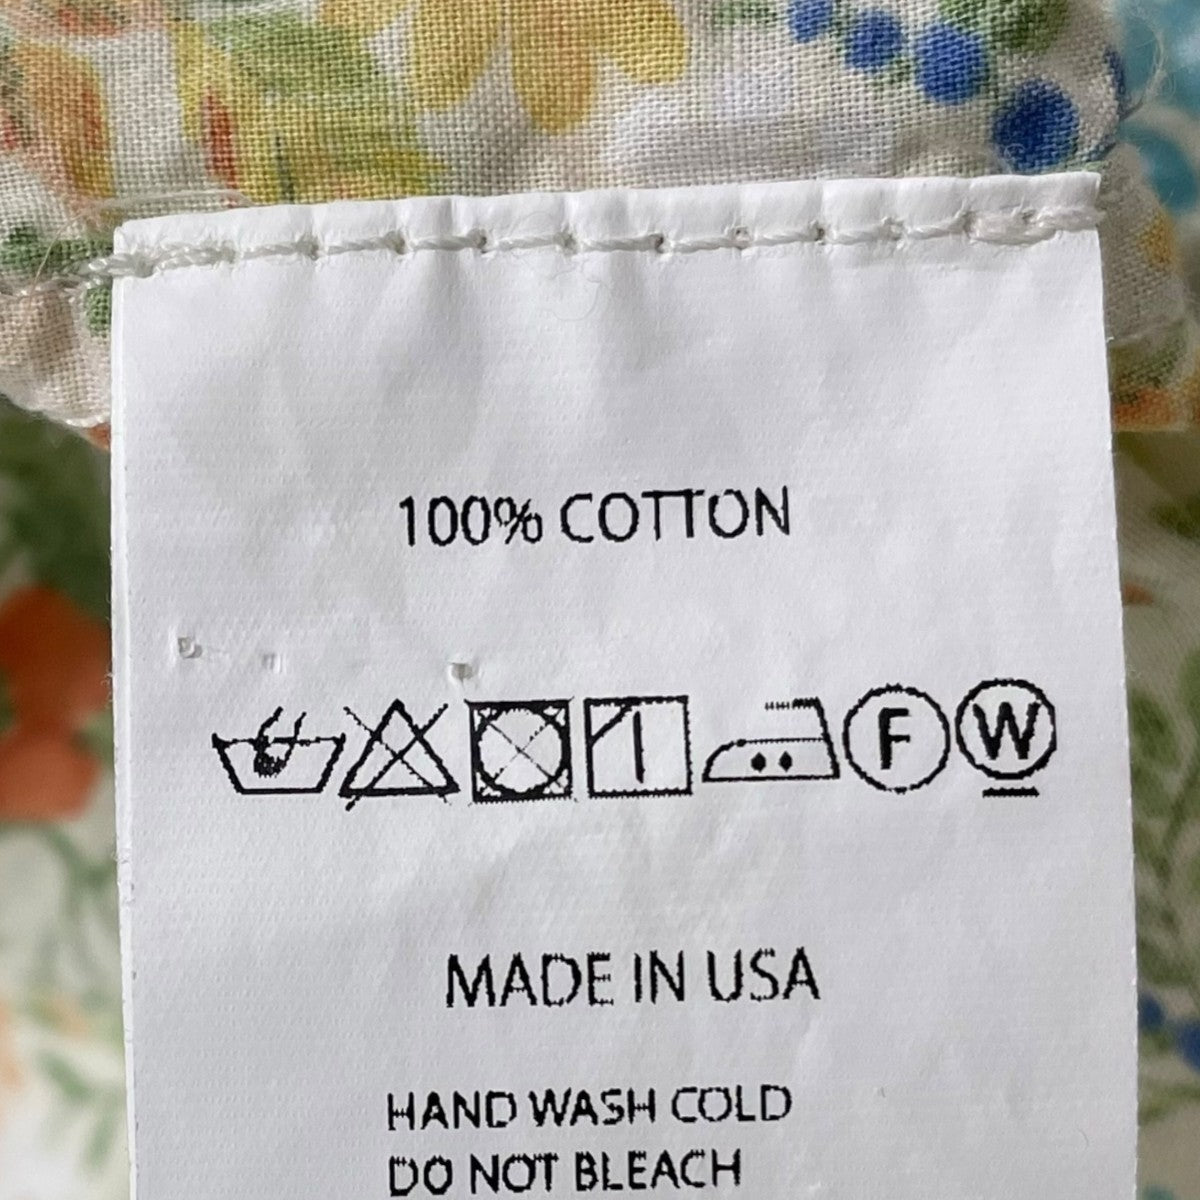 100% COTTON
F W
MADE IN USA
HAND WASH COLD
DO NOT BLEACH